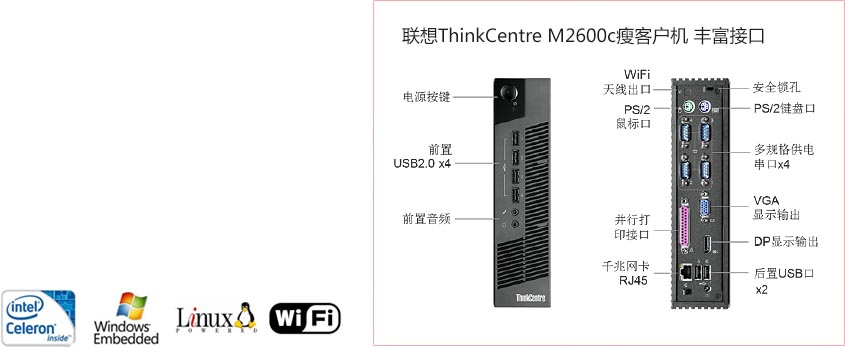 联想ThinkCentre M2600c瘦客户机 丰富接口
电源按键
前置
USB2.0 x4
前置音频
ThinkCentre
WiFi
天线出口
PS/2
鼠标口
并行打
印接口
千兆网卡
RJ45
安全锁孔
PS/2键盘口
多规格供电
串口x4
VGA
显示输出
DP显示输出
后置USB口
x2
intel
Celeron
inside™
Windows
Embedded
Linux
POWERED
Wi Fi